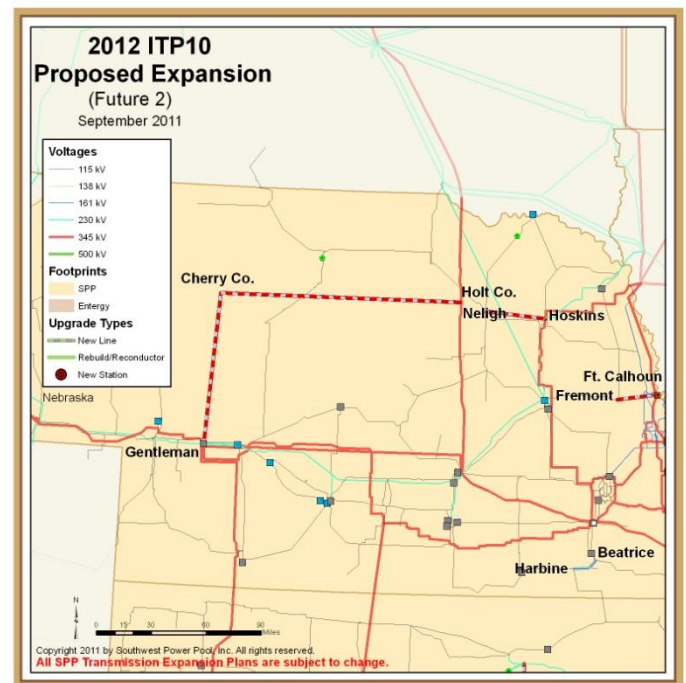 2012 ITP10
Proposed Expansion
(Future 2)
September 2011
Voltages
115 kV
138 kV
161 kV
230 kV
345 kV
500 kV
Footprints
SPP
Entergy
Upgrade Types
New Line
Rebuild/Reconductor
New Station
Nebraska
Cherry Co.
Holt Co.
Neligh
Hoskins
Ft. Calhoun
Fremont
Gentleman
Beatrice
Harbine
N
0 15 30 60 90
Miles
Copyright 2011 by Southwest Power Pool, Inc. All rights reserved.
All SPP Transmission Expansion Plans are subject to change.